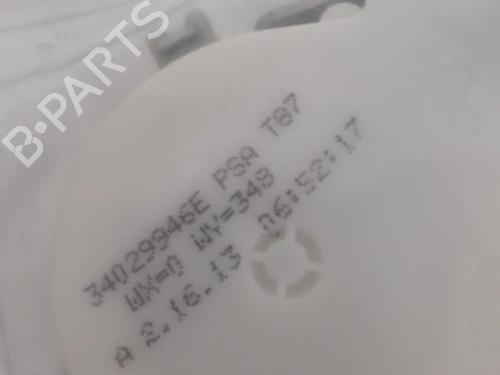 B-PARTS
34029946E PSA T87
WX=0 WY=348
A 2.16.13 06:52:17